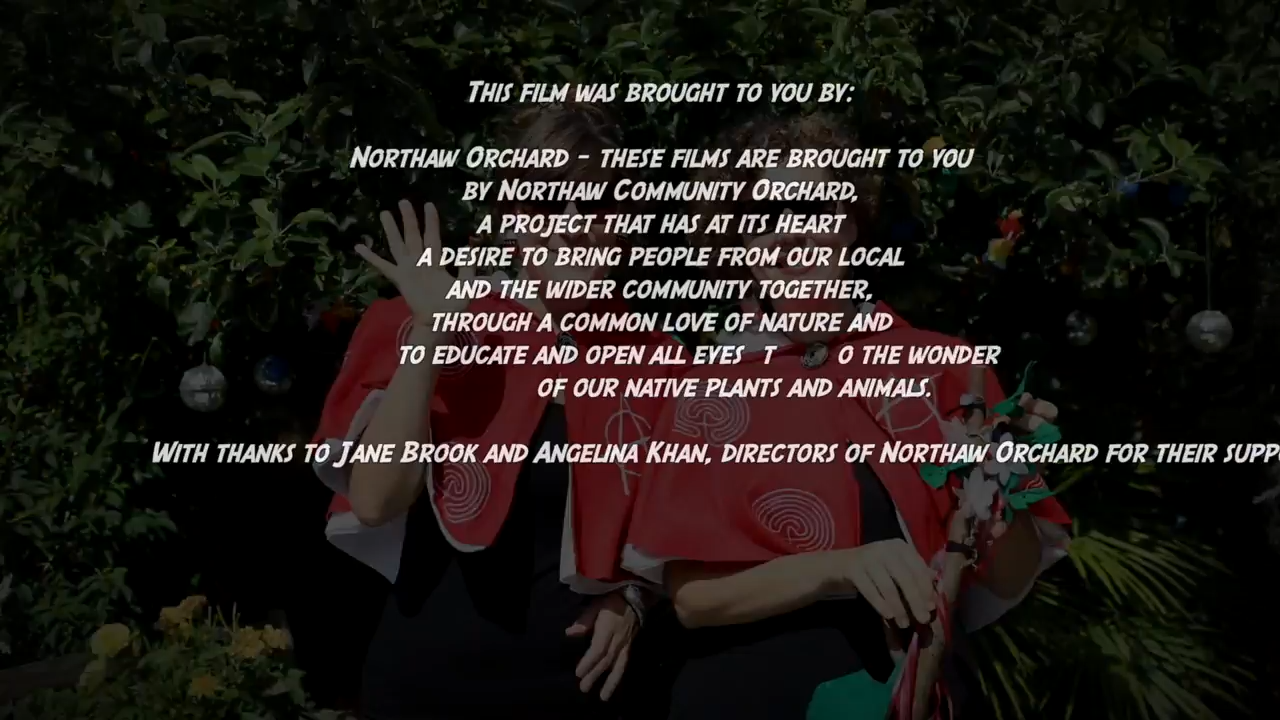 THIS FILM WAS BROUGHT TO YOU BY:
NORTHAW ORCHARD - THESE FILMS ARE BROUGHT TO YOU
BY NORTHAW COMMUNITY ORCHARD,
A PROJECT THAT HAS AT ITS HEART
A DESIRE TO BRING PEOPLE FROM OUR LOCAL
AND THE WIDER COMMUNITY TOGETHER,
THROUGH A COMMON LOVE OF NATURE AND
TO EDUCATE AND OPEN ALL EYES T O THE WONDER
OF OUR NATIVE PLANTS AND ANIMALS.
WITH THANKS TO JANE BROOK AND ANGELINA KHAN, DIRECTORS OF NORTHAW ORCHARD FOR THEIR